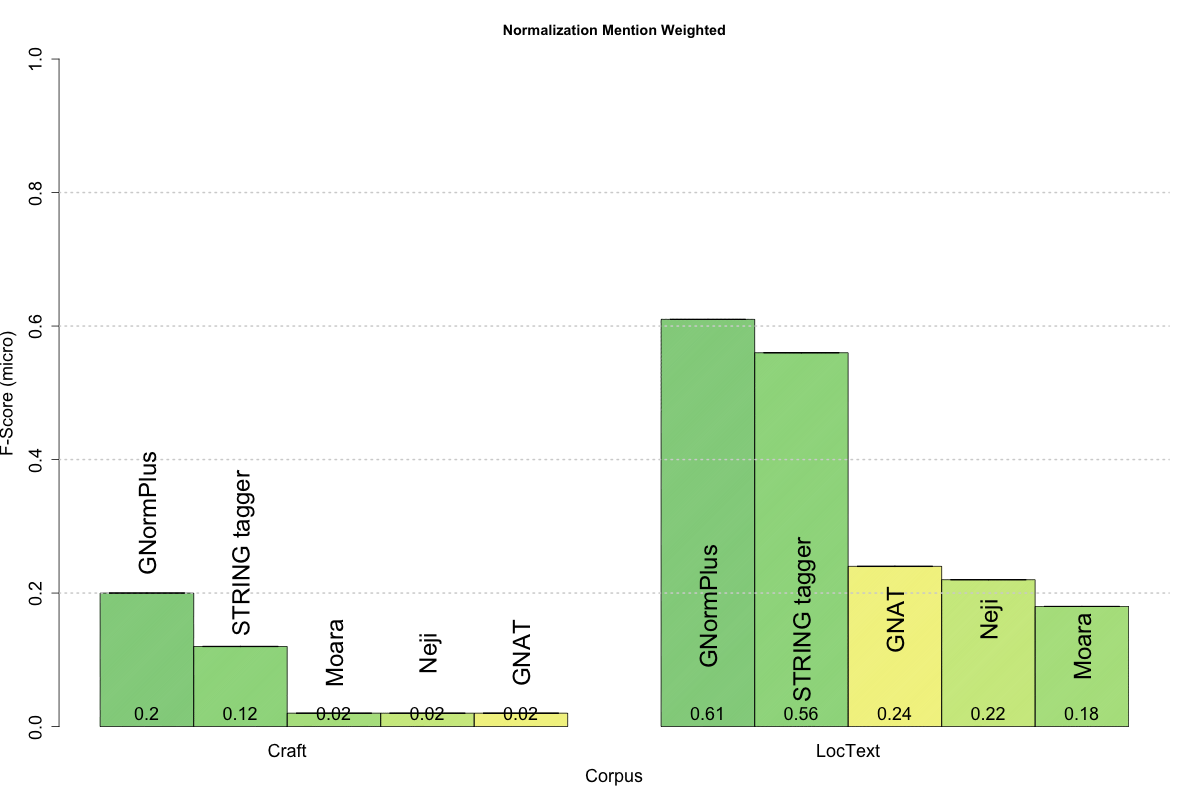 Normalization Mention Weighted
F-Score (micro)
1.0
0.8
0.6
0.4
0.2
0.0
GNormPlus
STRING tagger
Moara
Neji
GNAT
0.2
0.12
0.02
0.02
0.02
GNormPlus
STRING tagger
GNAT
Neji
Moara
0.61
0.56
0.24
0.22
0.18
Craft
LocText
Corpus